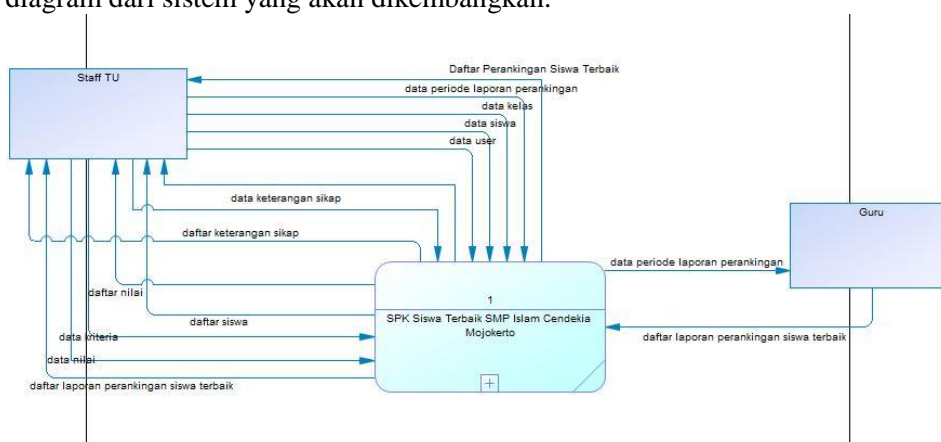 diagram dari sistem yang akan dikembangkan.
Staff TU
Daftar Perankingan Siswa Terbaik
data periode laporan perankingan
data kelas
data siswa
data user
data keterangan sikap
daftar keterangan sikap
Guru
data periode laporan perankingan
daftar nilai
1
SPK Siswa Terbaik SMP Islam Cendekia
Mojokerto
daftar siswa
data kriteria
daftar laporan perankingan siswa terbaik
data nilai
daftar laporan perankingan siswa terbaik